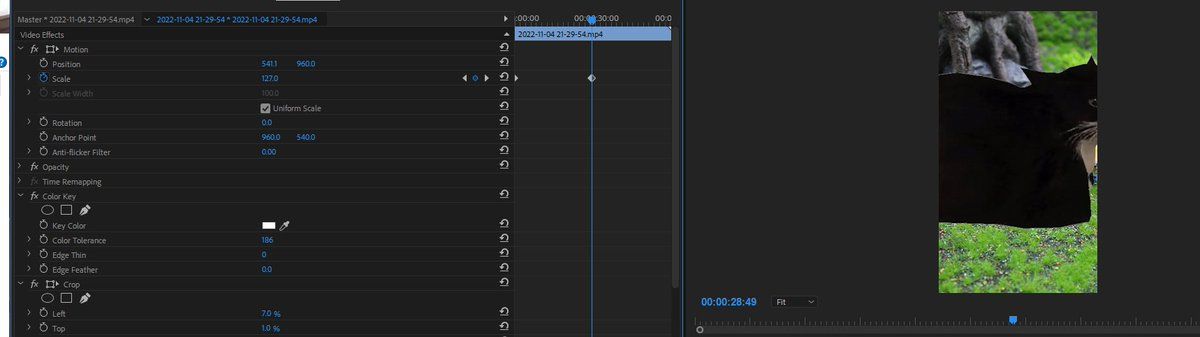 Master * 2022-11-04 21-29-54.mp4 2022-11-04 21-29-54 * 2022-11-04 21-29-54.mp4 :00:00 00:00:30:00 00:0
Video Effects 2022-11-04 21-29-54.mp4
fx Motion
Position 541.1 960.0
Scale 127.0
Scale Width 100.0
Uniform Scale
Rotation 0.0
Anchor Point 960.0 540.0
Anti-flicker Filter 0.00
fx Opacity
fx Time Remapping
fx Color Key
Key Color
Color Tolerance 186
Edge Thin 0
Edge Feather 0.0
fx Crop
Left 7.0 %
Top 1.0 %
00:00:28:49 Fit